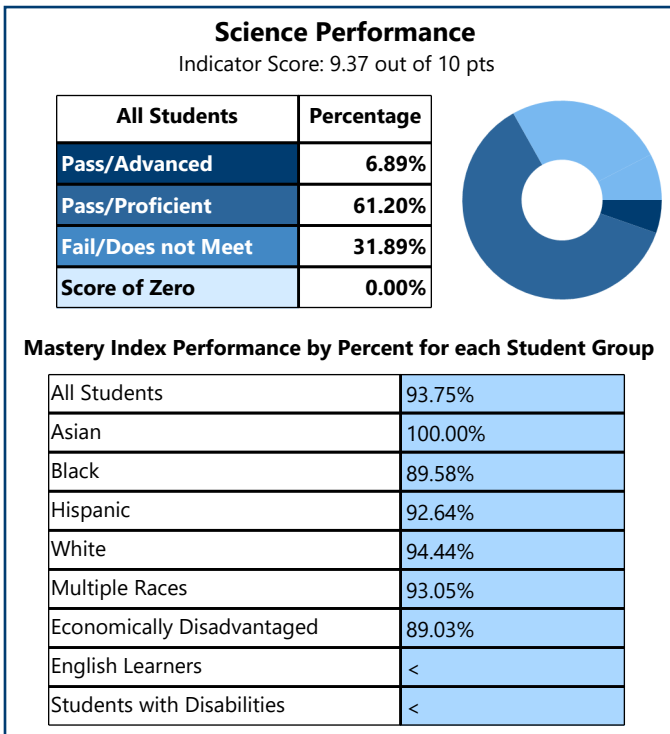 Science Performance
Indicator Score: 9.37 out of 10 pts
All Students Percentage
Pass/Advanced 6.89%
Pass/Proficient 61.20%
Fail/Does not Meet 31.89%
Score of Zero 0.00%
Mastery Index Performance by Percent for each Student Group
All Students 93.75%
Asian 100.00%
Black 89.58%
Hispanic 92.64%
White 94.44%
Multiple Races 93.05%
Economically Disadvantaged 89.03%
English Learners <
Students with Disabilities <